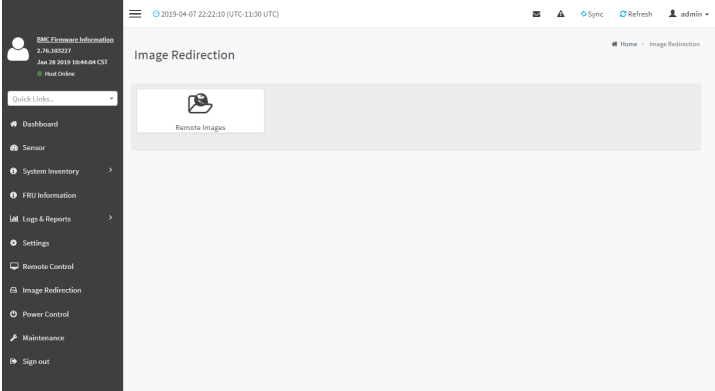 2019-04-07 22:22:10 (UTC-11:30 UTC)
Sync
Refresh
admin
BMC Firmware Information
2.76.103227
Jan 28 2019 10:44:04 CST
Host Online
Quick Links..
Dashboard
Sensor
System Inventory
FRU Information
Logs & Reports
Settings
Remote Control
Image Redirection
Power Control
Maintenance
Sign out
Image Redirection
Home > Image Redirection
Remote Images